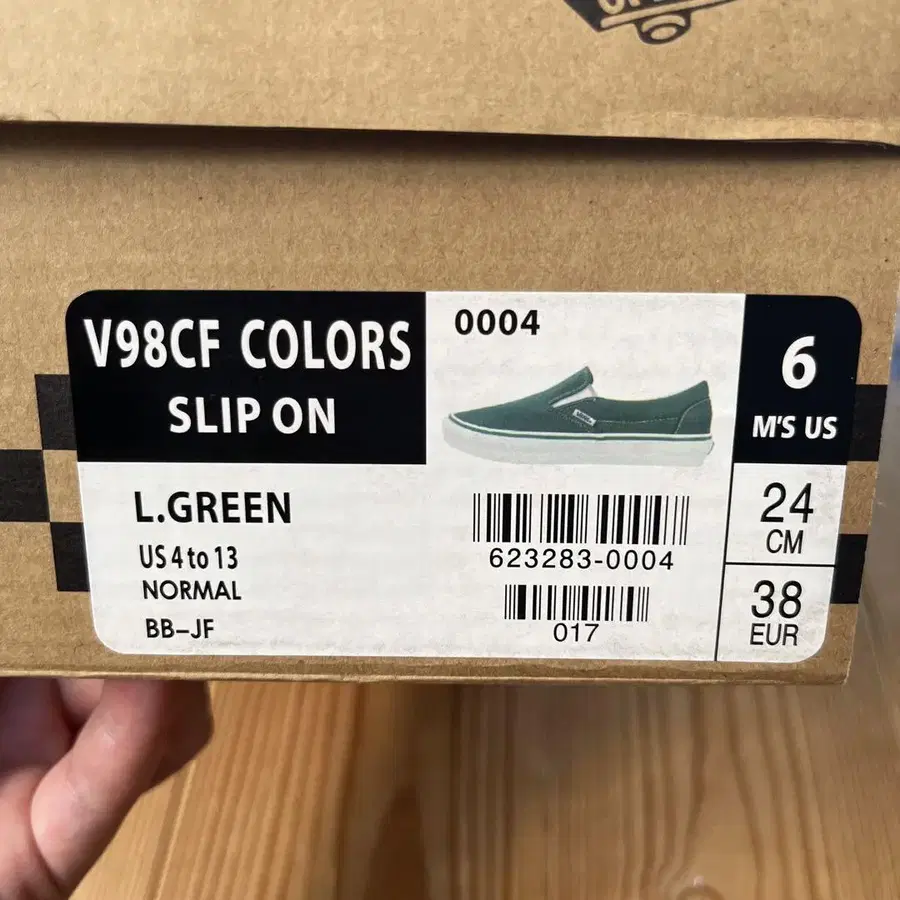 V98CF COLORS
SLIP ON
0004
6
M'S US
L.GREEN
US 4 to 13
NORMAL
BB-JF
623283-0004
017
24
CM
38
EUR